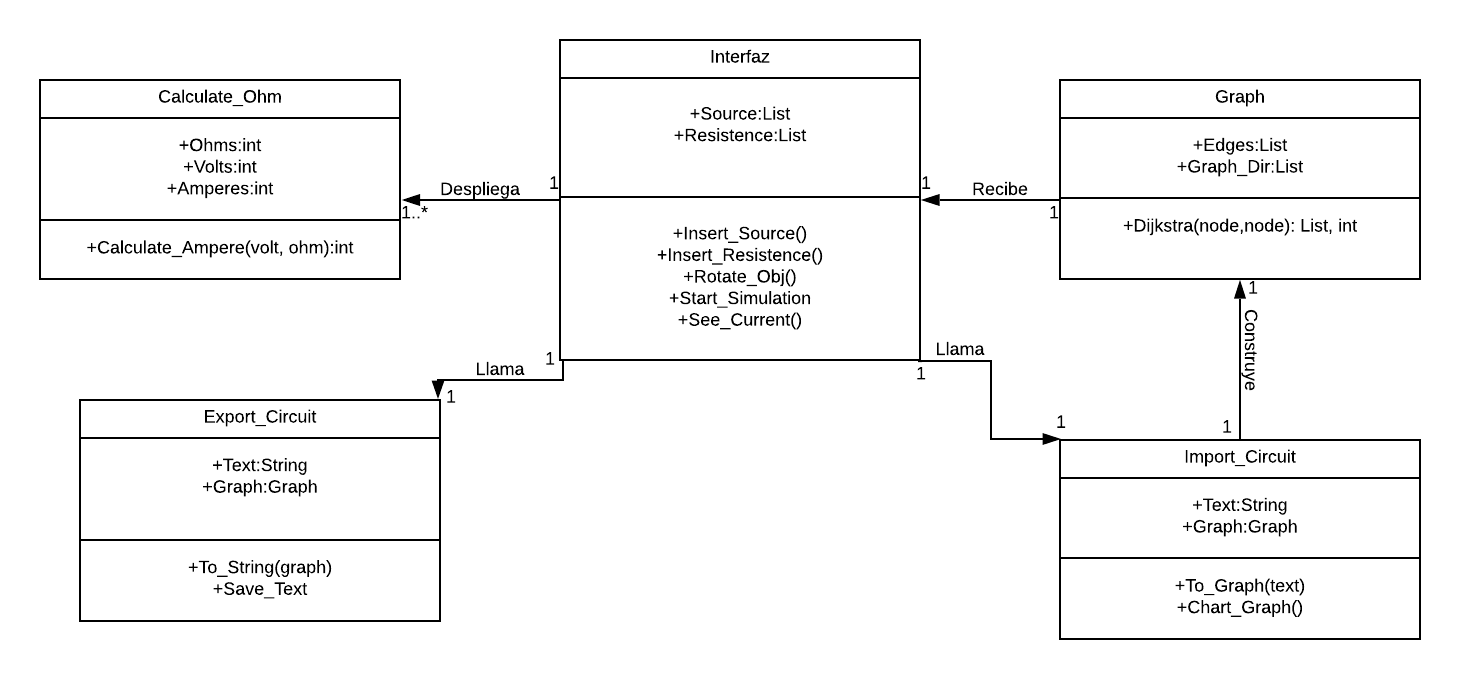 Interfaz
+Source:List
+Resistence:List
+Insert_Source()
+Insert_Resistence()
+Rotate_Obj()
+Start_Simulation
+See_Current()
Calculate_Ohm
+Ohms:int
+Volts:int
+Amperes:int
+Calculate_Ampere(volt, ohm):int
Despliega
1
1..*
Graph
+Edges:List
+Graph_Dir:List
+Dijkstra(node,node): List, int
1
Recibe
1
Llama
1
1
Export_Circuit
+Text:String
+Graph:Graph
+To_String(graph)
+Save_Text
Llama
1
1
1
Construye
1
Import_Circuit
+Text:String
+Graph:Graph
+To_Graph(text)
+Chart_Graph()